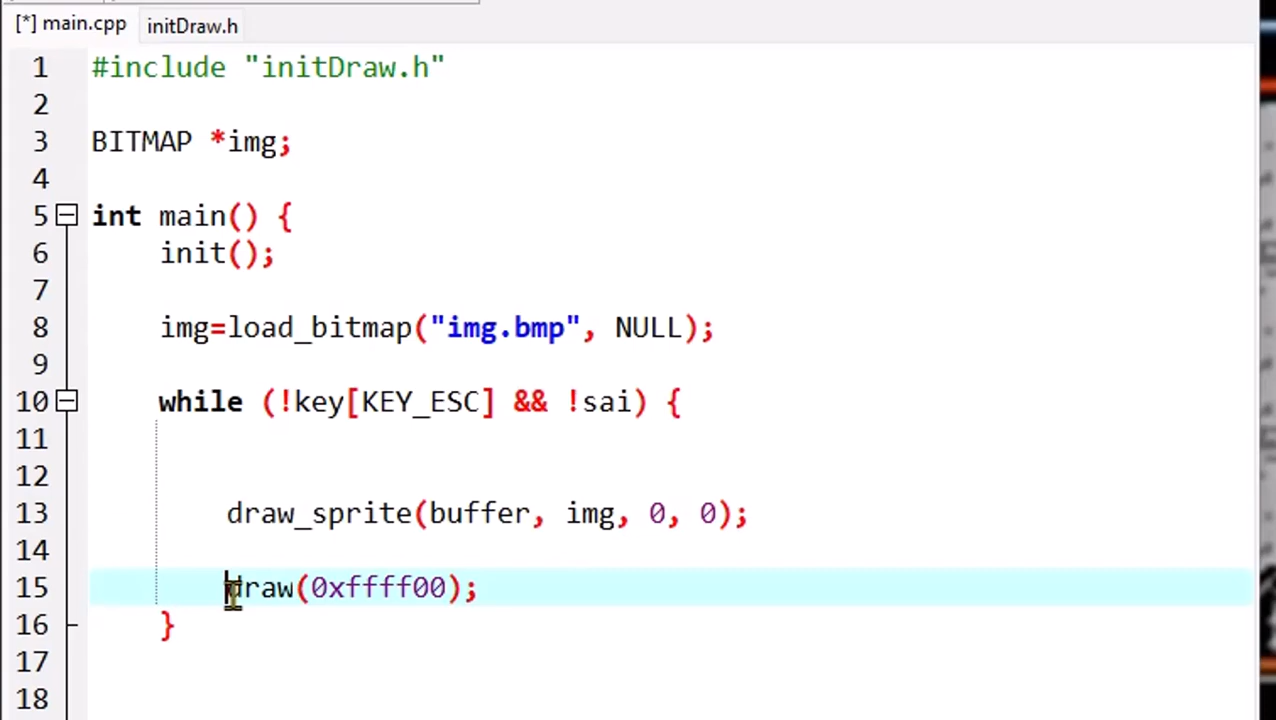 [*] main.cpp initDraw.h
1 #include "initDraw.h"
2
3 BITMAP *img;
4
5 int main() {
6 init();
7
8 img=load_bitmap("img.bmp", NULL);
9
10 while (!key[KEY_ESC] && !sai) {
11
12
13 draw_sprite(buffer, img, 0, 0);
14
15 draw(0xffff00);
16 }
17
18